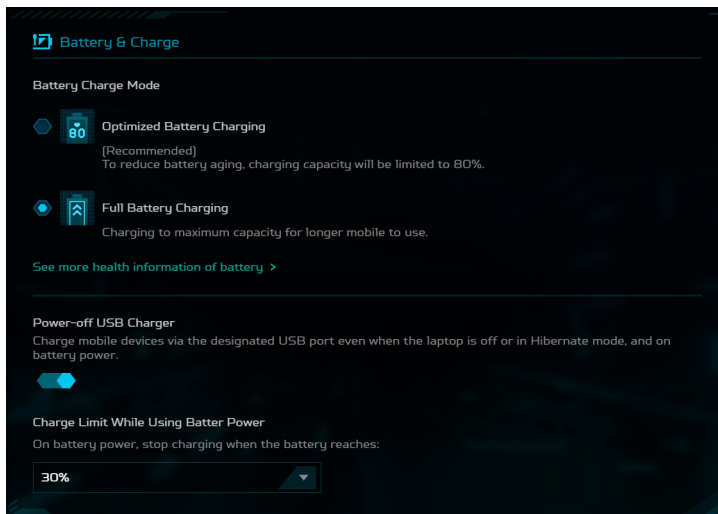 Battery & Charge
Battery Charge Mode
80
Optimized Battery Charging
(Recommended)
To reduce battery aging, charging capacity will be limited to 80%.
Full Battery Charging
Charging to maximum capacity for longer mobile to use.
See more health information of battery >
Power-off USB Charger
Charge mobile devices via the designated USB port even when the laptop is off or in Hibernate mode, and on
battery power.
Charge Limit While Using Batter Power
On battery power, stop charging when the battery reaches:
30%